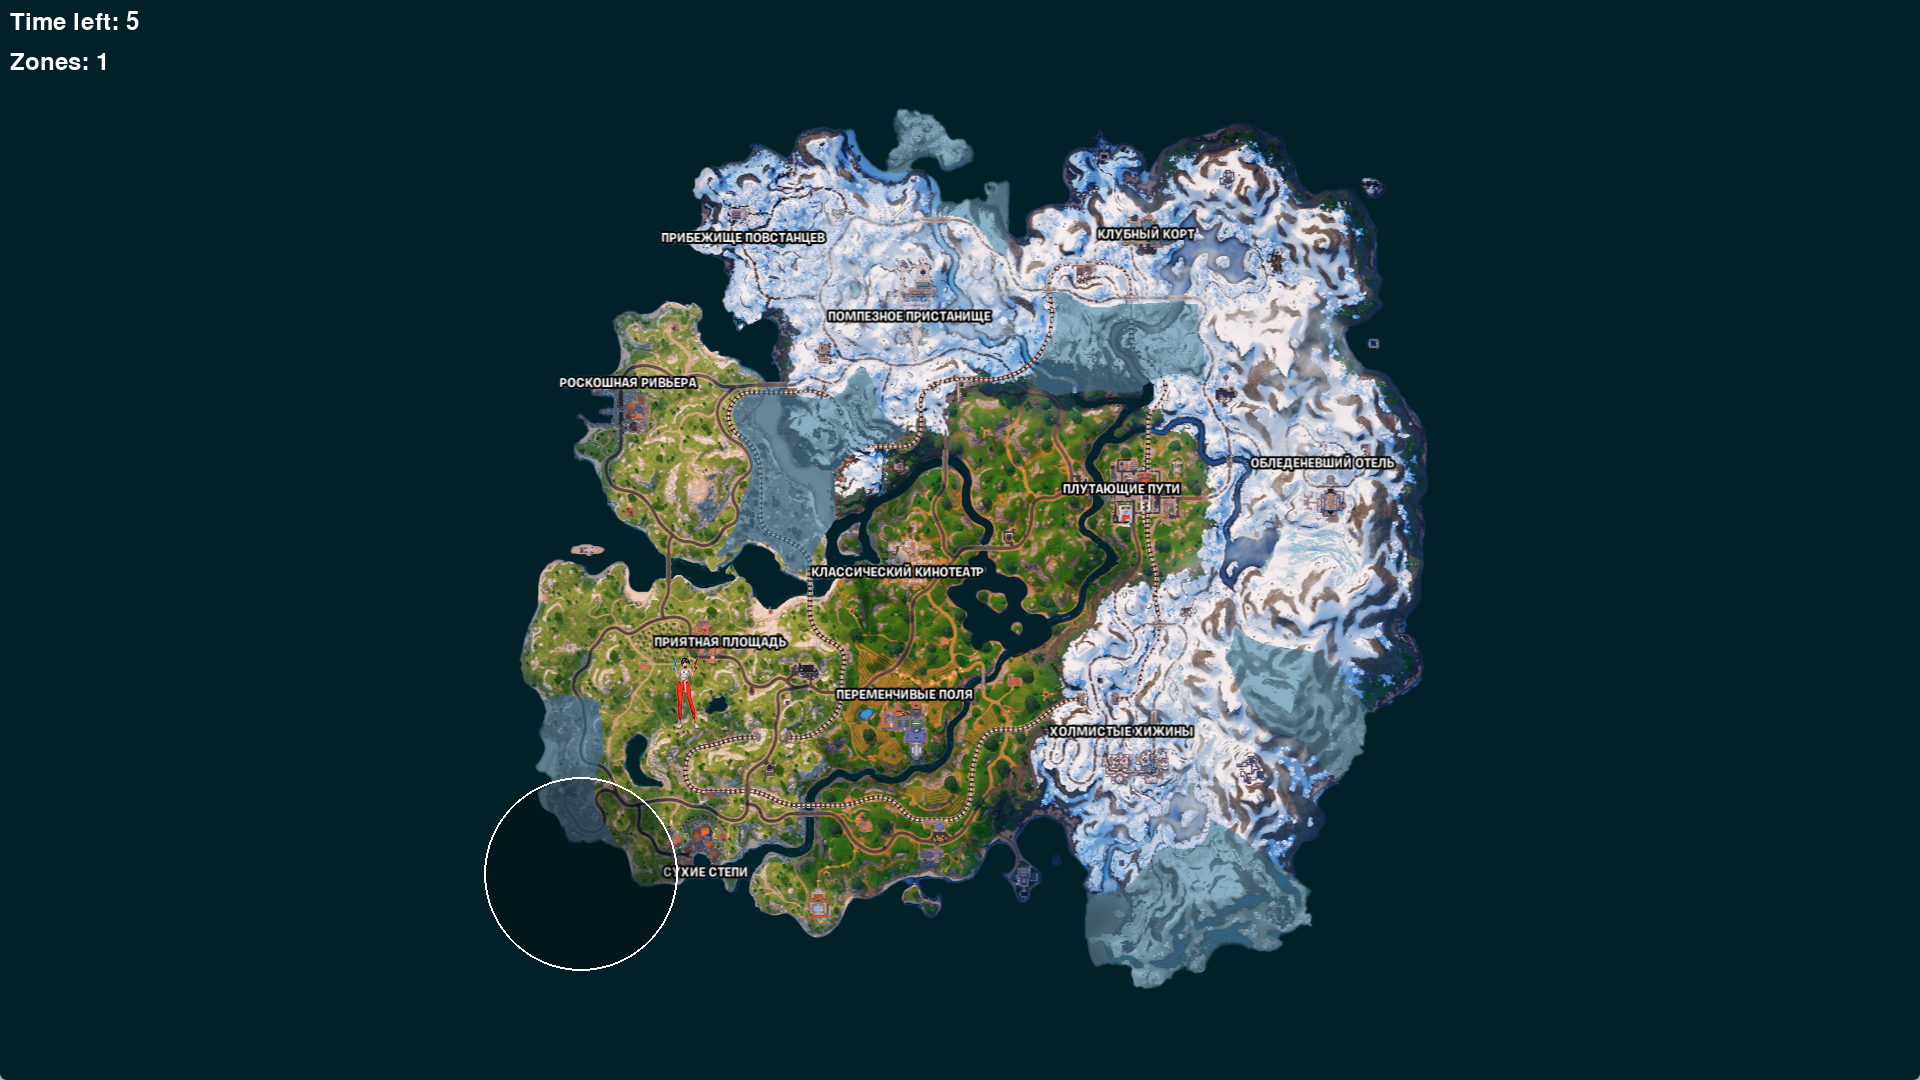 Time left: 5
Zones: 1
ПРИБЕЖИЩЕ ПОВСТАНЦЕВ
КЛУБНЫЙ КОРТ
ПОМПЕЗНОЕ ПРИСТАНИЩЕ
РОСКОШНАЯ РИВЬЕРА
ОБЛЕДЕНЕВШИЙ ОТЕЛЬ
ПЛУТАЮЩИЕ ПУТИ
КЛАССИЧЕСКИЙ КИНОТЕАТР
ПРИЯТНАЯ ПЛОЩАДЬ
ПЕРЕМЕНЧИВЫЕ ПОЛЯ
ХОЛМИСТЫЕ ХИЖИНЫ
СУХИЕ СТЕПИ